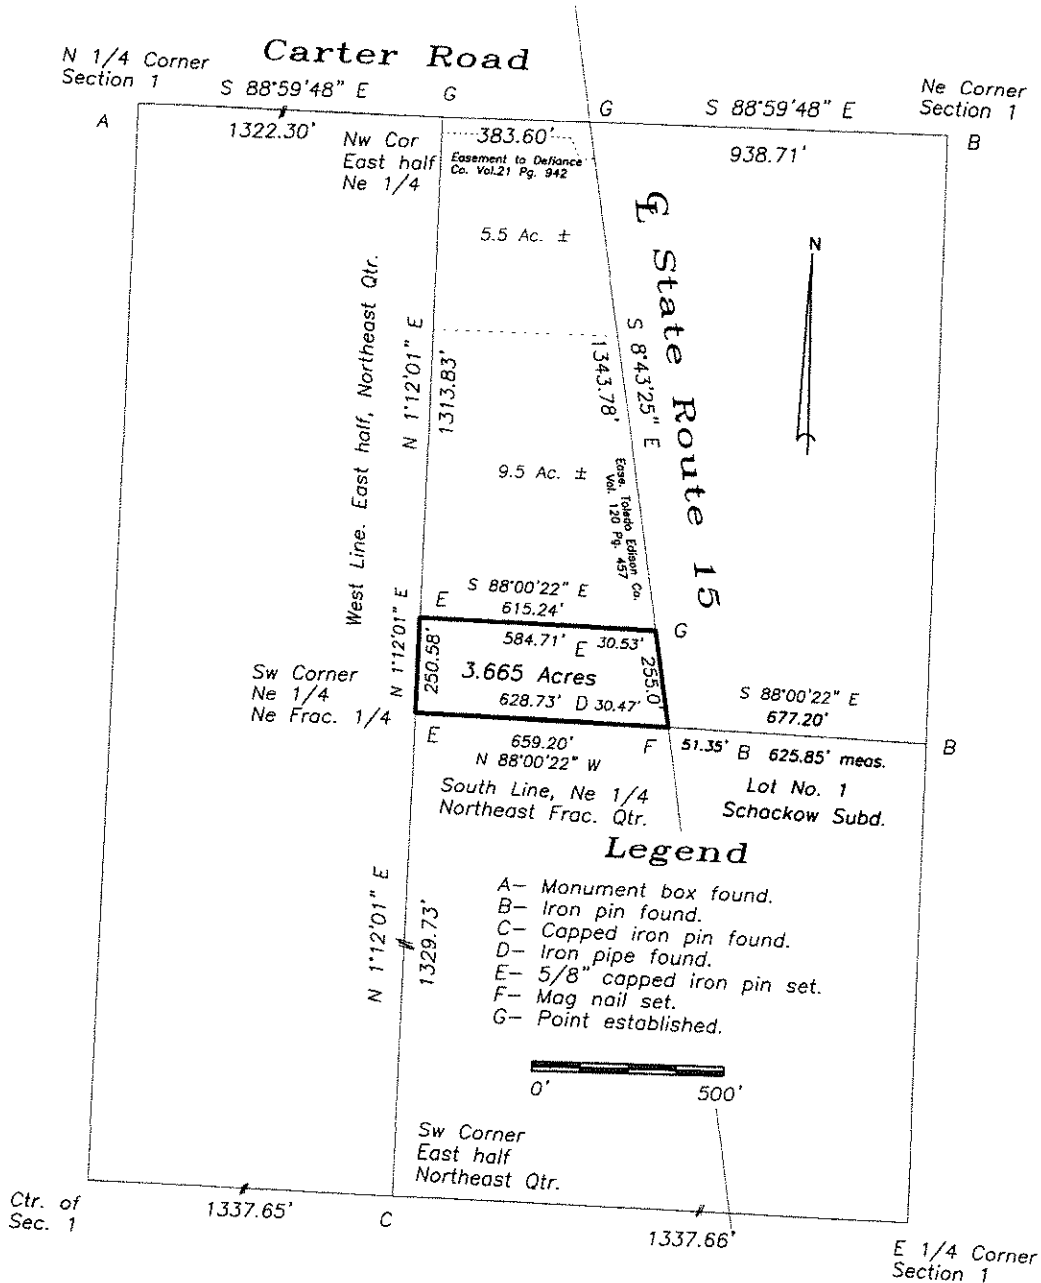 Carter Road
N 1/4 Corner
Section 1
S 88°59'48" E
G
G
S 88°59'48" E
Ne Corner
Section 1
A
B
1322.30'
Nw Cor
East half
Ne 1/4
383.60'
Easement to Defiance
Co. Vol.21 Pg. 942
938.71'
5.5 Ac. ±
N
West Line. East half, Northeast Qtr.
N 1°12'01" E
1313.83'
1343.78'
S 8°43'25" E
CL State Route 15
9.5 Ac. ±
Ease. Toledo Edison Co.
Vol. 120 Pg. 457
S 88°00'22" E
615.24'
E
G
N 1°12'01" E
250.58'
584.71' E 30.53'
3.665 Acres
628.73' D 30.47'
255.0'
Sw Corner
Ne 1/4
Ne Frac. 1/4
S 88°00'22" E
677.20'
E
659.20'
N 88°00'22" W
F
51.35' B 625.85' meas.
B
South Line, Ne 1/4
Northeast Frac. Qtr.
Lot No. 1
Schackow Subd.
Legend
A– Monument box found.
B– Iron pin found.
C– Capped iron pin found.
D– Iron pipe found.
E– 5/8" capped iron pin set.
F– Mag nail set.
G– Point established.
N 1°12'01" E
1329.73'
0'
500'
Sw Corner
East half
Northeast Qtr.
Ctr. of
Sec. 1
1337.65'
C
1337.66'
E 1/4 Corner
Section 1